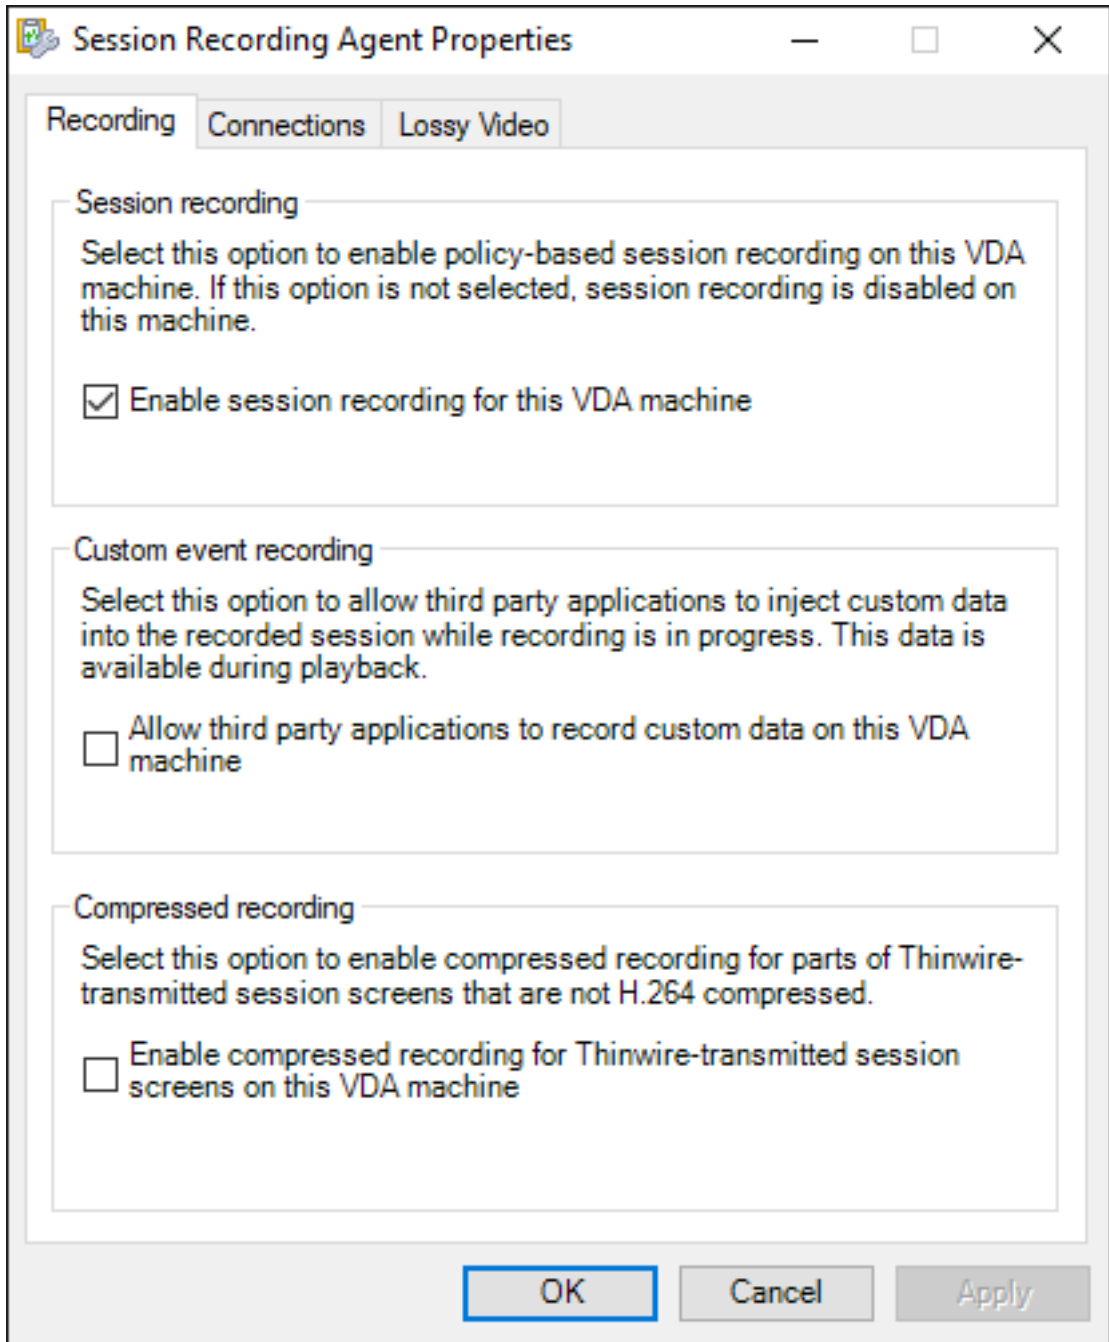 Session Recording Agent Properties
Recording
Connections
Lossy Video
Session recording
Select this option to enable policy-based session recording on this VDA
machine. If this option is not selected, session recording is disabled on
this machine.
Enable session recording for this VDA machine
Custom event recording
Select this option to allow third party applications to inject custom data
into the recorded session while recording is in progress. This data is
available during playback.
Allow third party applications to record custom data on this VDA
machine
Compressed recording
Select this option to enable compressed recording for parts of Thinwire-
transmitted session screens that are not H.264 compressed.
Enable compressed recording for Thinwire-transmitted session
screens on this VDA machine
OK
Cancel
Apply